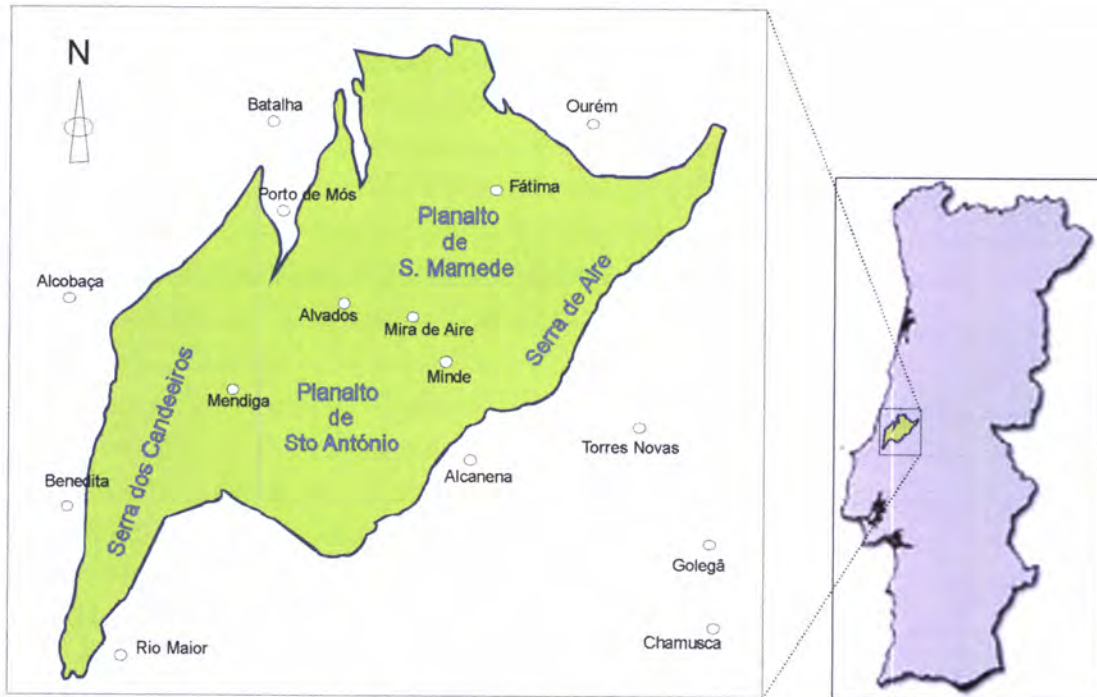 N
Batalha
Ourém
Porto de Mós
Fátima
Planalto
de
S. Mamede
Alcobaça
Alvados
Mira de Aire
Serra de Aire
Minde
Mendiga
Planalto
de
Sto António
Serra dos Candeeiros
Torres Novas
Alcanena
Benedita
Golegã
Chamusca
Rio Maior